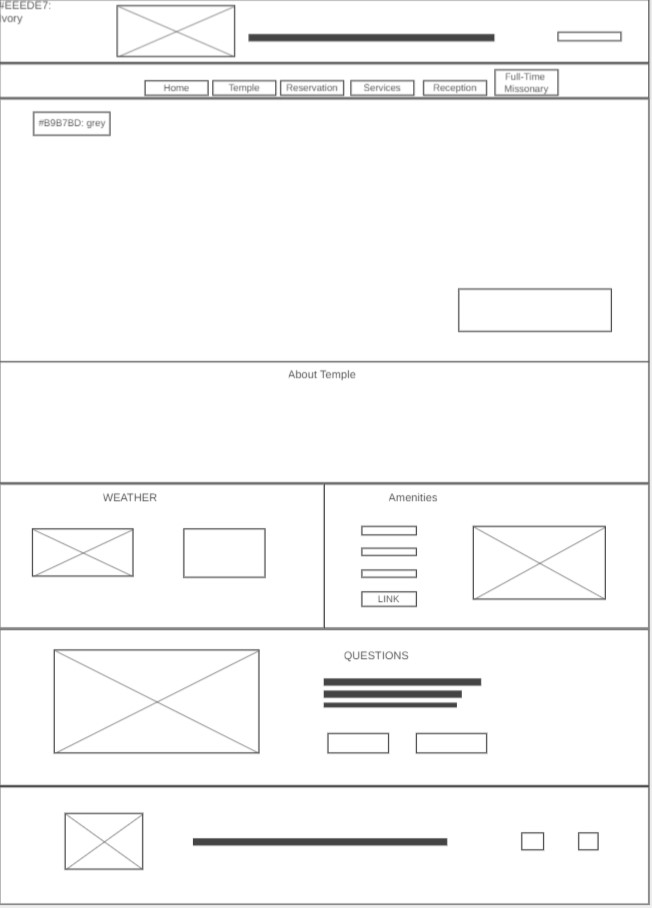 #EEEDE7:
Ivory
Home
Temple
Reservation
Services
Reception
Full-Time
Missonary
#B9B7BD: grey
About Temple
WEATHER
Amenities
LINK
QUESTIONS